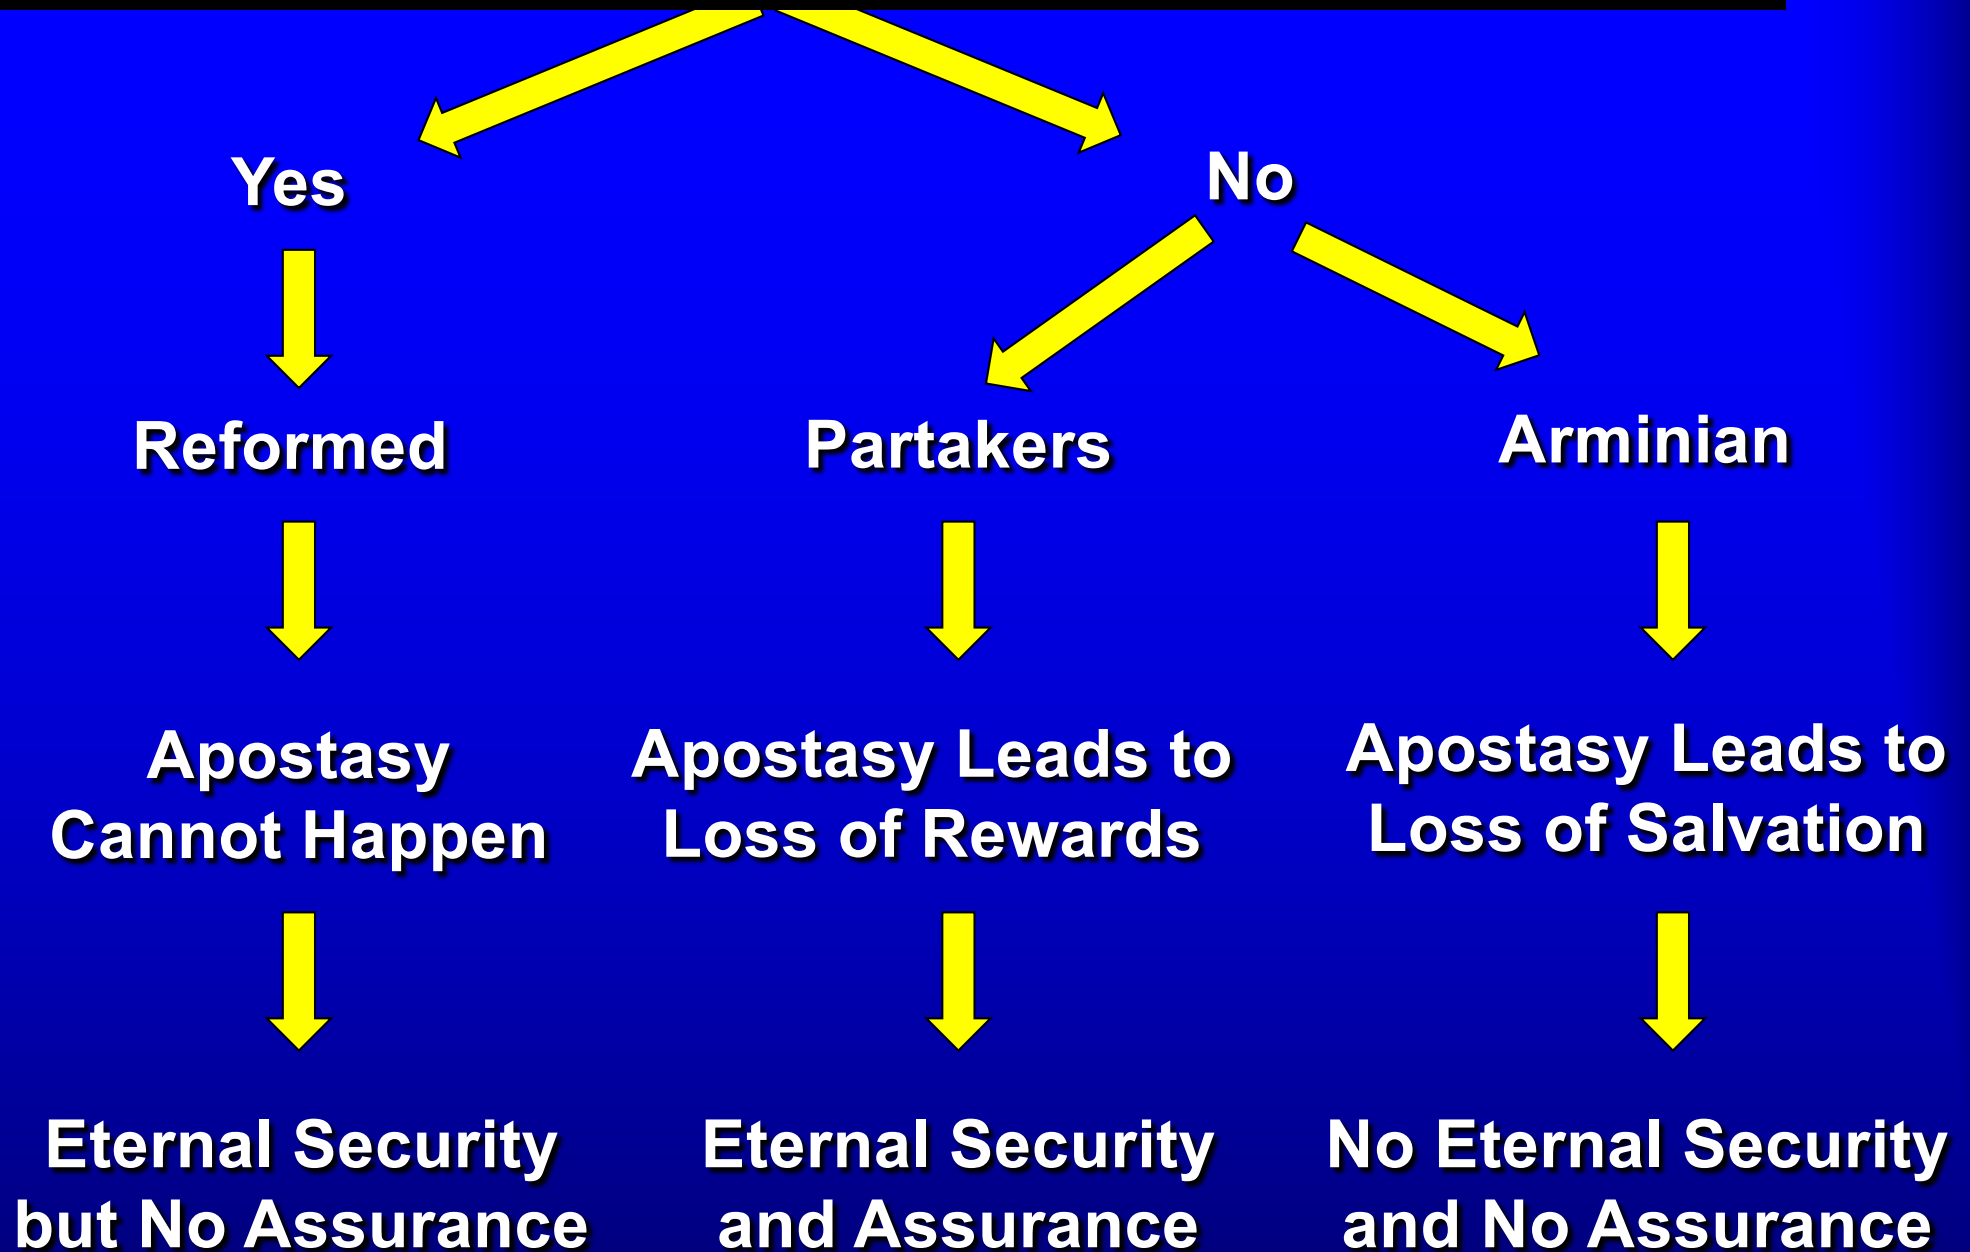 Yes
No
Reformed
Partakers
Arminian
Apostasy
Cannot Happen
Apostasy Leads to
Loss of Rewards
Apostasy Leads to
Loss of Salvation
Eternal Security
but No Assurance
Eternal Security
and Assurance
No Eternal Security
and No Assurance